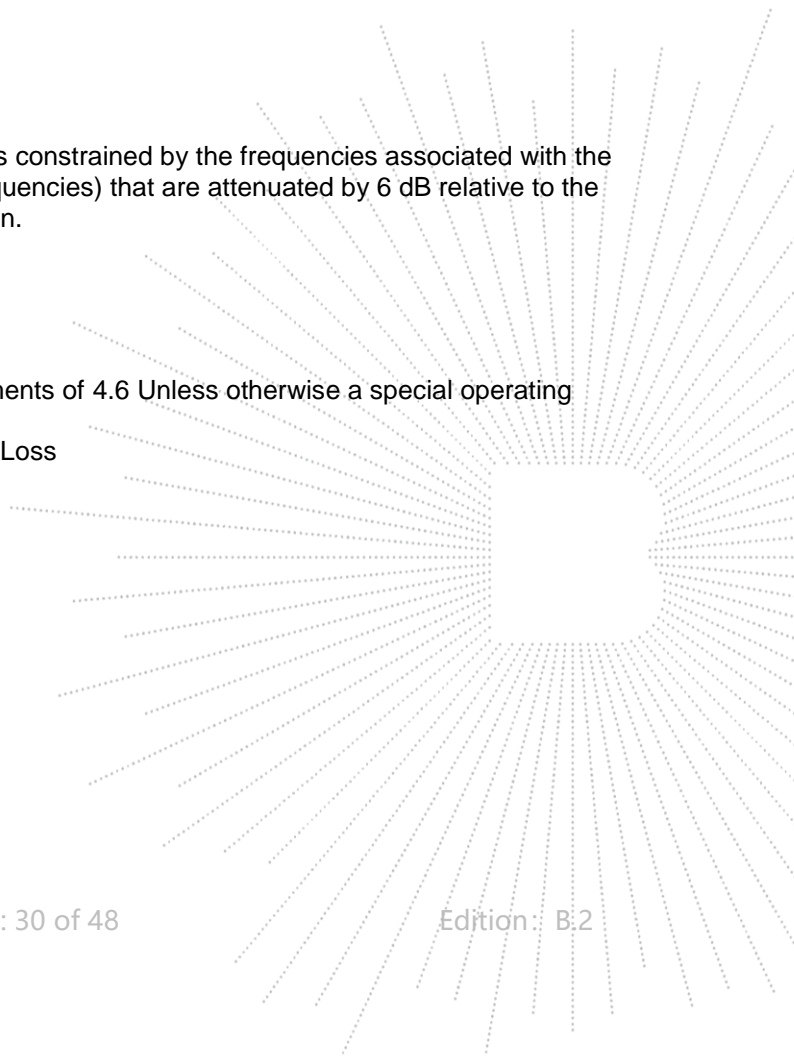 s constrained by the frequencies associated with the
quencies) that are attenuated by 6 dB relative to the
n.
nents of 4.6 Unless otherwise a special operating
Loss
: 30 of 48 Edition: B.2